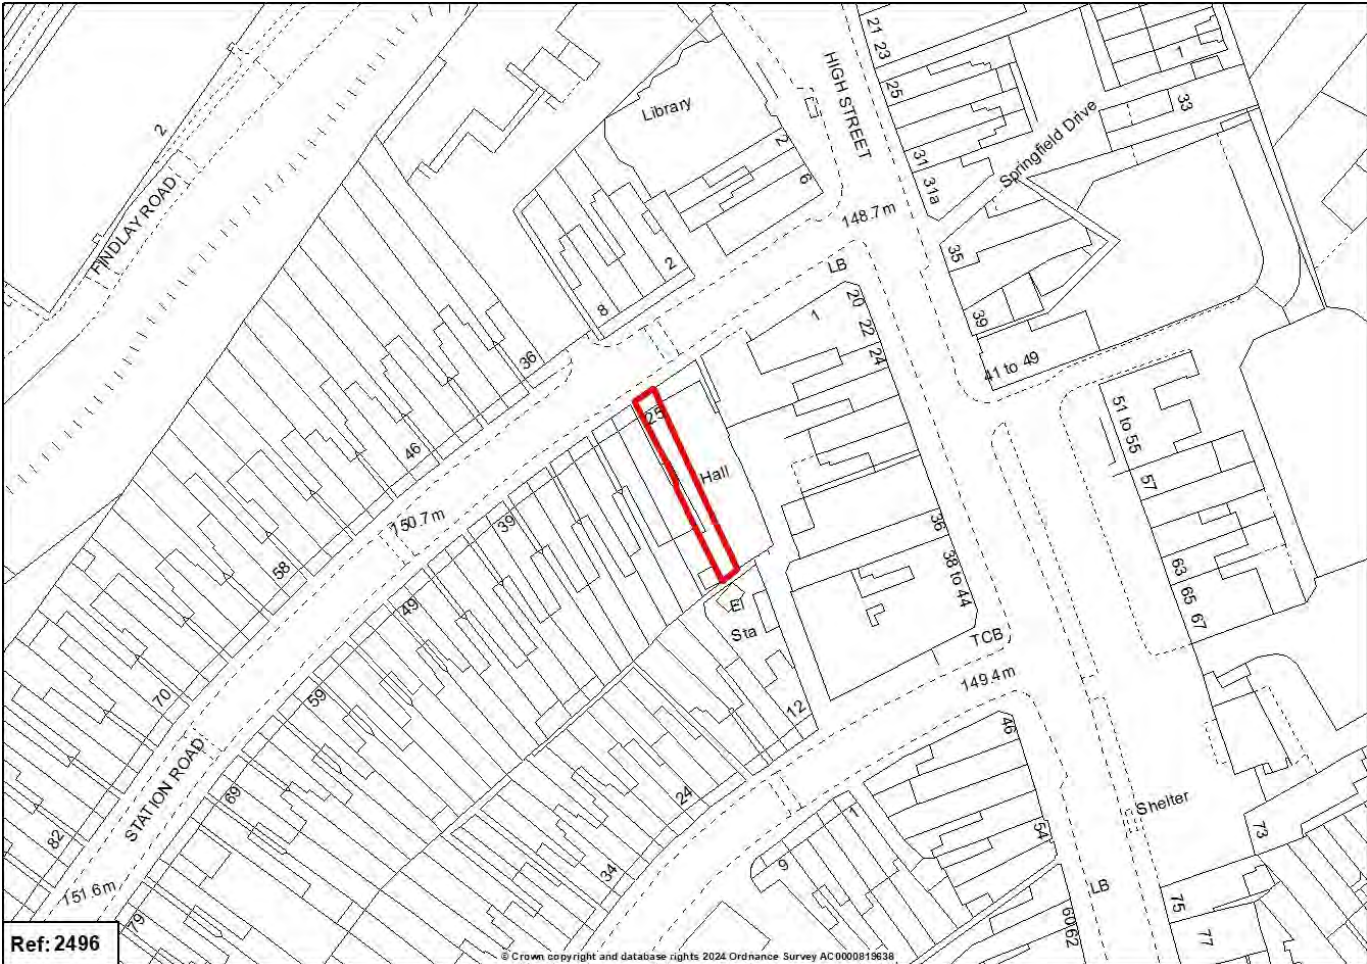 21 23
1
HIGH STREET
25
33
Library
2
Springfield Drive
2
31
6
31a
FINDLAY ROAD
148.7m
35
2
LB
20
8
1
39
22
24
36
41 to 49
25
51 to 55
46
Hall
57
150.7m
39
36
38 to 44
58
63
65
49
El
67
Sta
TCB
149.4m
59
70
12
46
STATION ROAD
69
24
Shelter
1
54
73
82
34
9
151.6m
LB
75
79
60
62
77
Ref: 2496
© Crown copyright and database rights 2024 Ordnance Survey AC0000819638